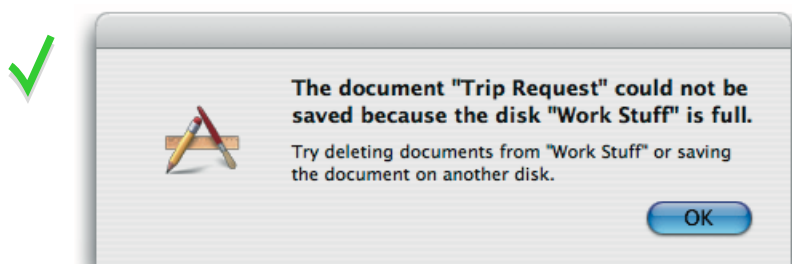 The document "Trip Request" could not be
saved because the disk "Work Stuff" is full.
Try deleting documents from "Work Stuff" or saving
the document on another disk.
OK